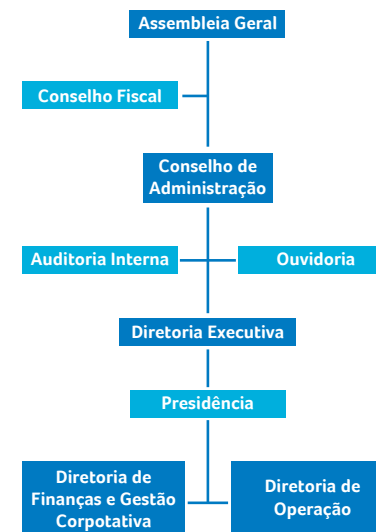 Assembleia Geral
Conselho Fiscal
Conselho de
Administração
Auditoria Interna
Ouvidoria
Diretoria Executiva
Presidência
Diretoria de
Finanças e Gestão
Corpotativa
Diretoria de
Operação